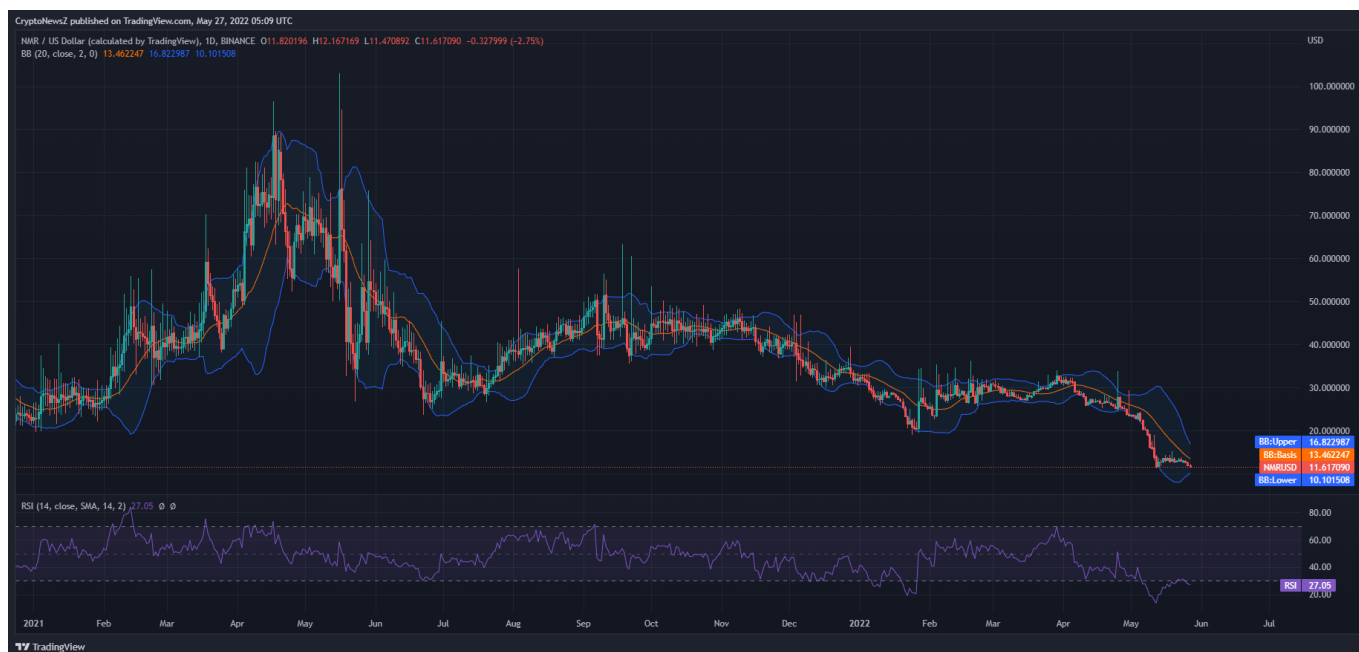 CryptoNewsZ published on TradingView.com, May 27, 2022 05:09 UTC
NMR / US Dollar (calculated by TradingView), 1D, BINANCE O11.820196 H12.167169 L11.470892 C11.617090 −0.327999 (−2.75%)
USD
BB (20, close, 2, 0) 13.462247 16.822987 10.101508
100.000000
90.000000
80.000000
70.000000
60.000000
50.000000
40.000000
30.000000
20.000000
BB:Upper 16.822987
BB:Basis 13.462247
NMRUSD 11.617090
BB:Lower 10.101508
RSI (14, close, SMA, 14, 2) 27.05 Ø Ø
80.00
60.00
40.00
RSI 27.05
20.00
2021 Feb Mar Apr May Jun Jul Aug Sep Oct Nov Dec 2022 Feb Mar Apr May Jun Jul
TradingView